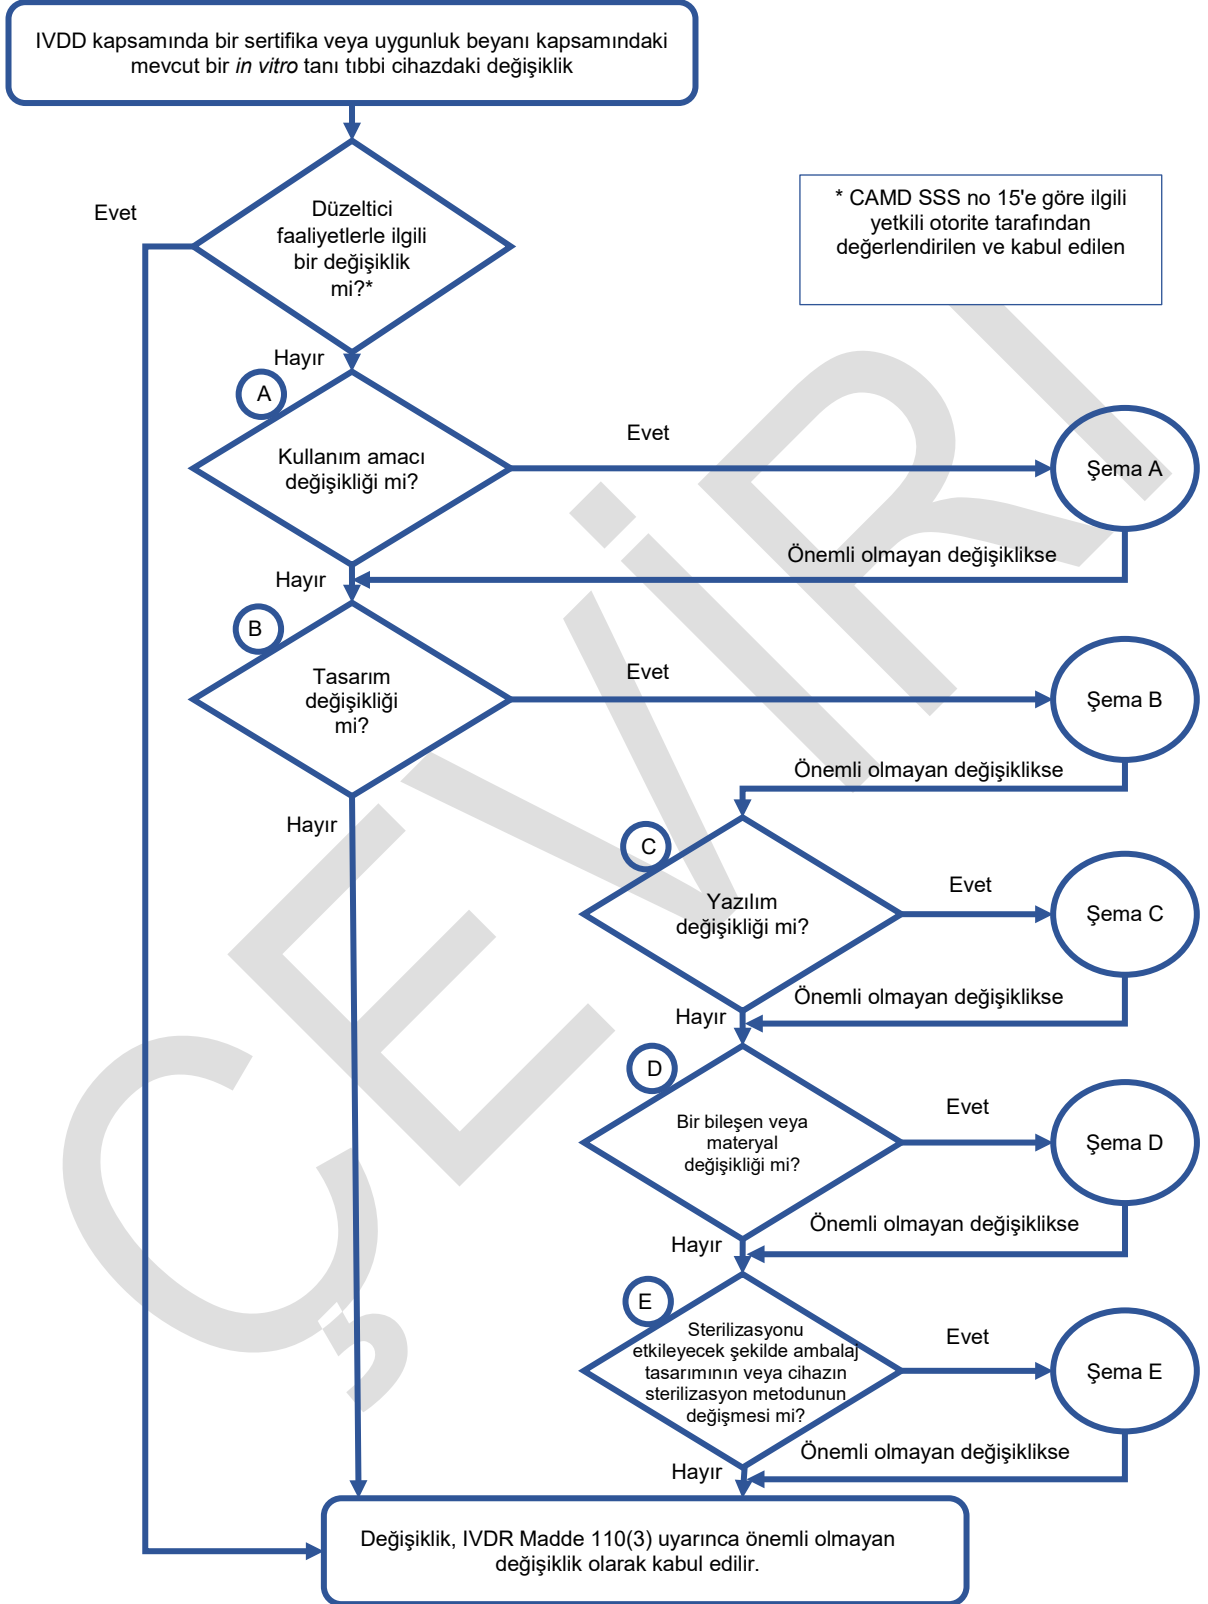 IVDD kapsamında bir sertifika veya uygunluk beyanı kapsamındaki
mevcut bir in vitro tanı tıbbi cihazdaki değişiklik
Evet
Düzeltici
faaliyetlerle ilgili
bir değişiklik
mi?*
* CAMD SSS no 15'e göre ilgili
yetkili otorite tarafından
değerlendirilen ve kabul edilen
Hayır
A
Kullanım amacı
değişikliği mi?
Evet
Şema A
Önemli olmayan değişiklikse
Hayır
B
Tasarım
değişikliği
mi?
Evet
Şema B
Önemli olmayan değişiklikse
Hayır
C
Yazılım
değişikliği mi?
Evet
Şema C
Önemli olmayan değişiklikse
Hayır
D
Bir bileşen veya
materyal
değişikliği mi?
Evet
Şema D
Önemli olmayan değişiklikse
Hayır
E
Sterilizasyonu
etkileyecek şekilde ambalaj
tasarımının veya cihazın
sterilizasyon metodunun
değişmesi mi?
Evet
Şema E
Önemli olmayan değişiklikse
Hayır
Değişiklik, IVDR Madde 110(3) uyarınca önemli olmayan
değişiklik olarak kabul edilir.
ÇEVİRİ